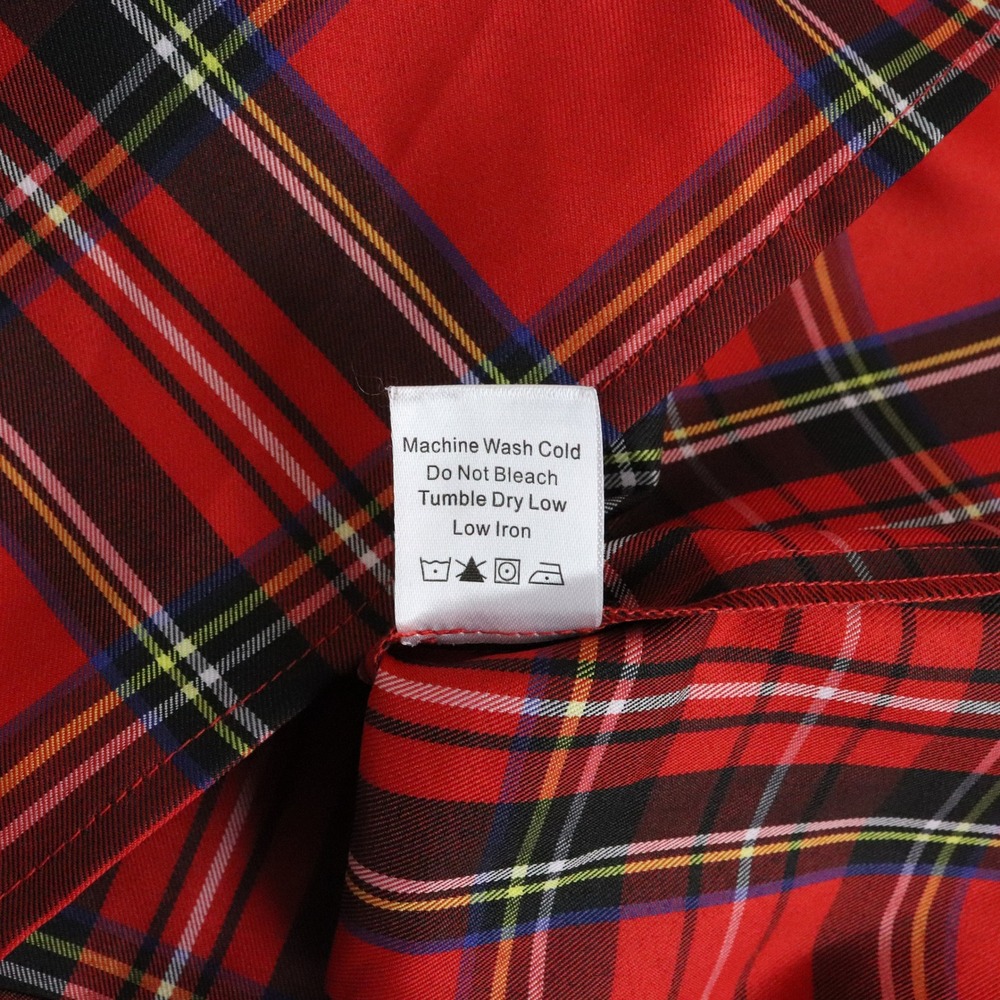 Machine Wash Cold
Do Not Bleach
Tumble Dry Low
Low Iron